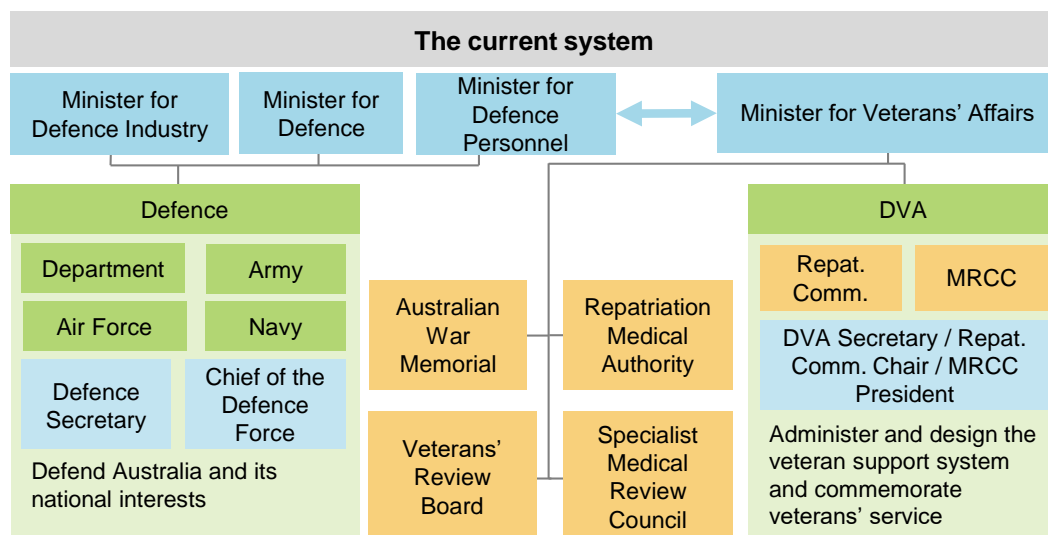 The current system
Minister for
Defence Industry
Minister for
Defence
Minister for
Defence
Personnel
Minister for Veterans’ Affairs
Defence
Department
Army
Air Force
Navy
Defence
Secretary
Chief of the
Defence
Force
Defend Australia and its
national interests
Australian
War
Memorial
Repatriation
Medical
Authority
Veterans’
Review
Board
Specialist
Medical
Review
Council
DVA
Repat.
Comm.
MRCC
DVA Secretary / Repat.
Comm. Chair / MRCC
President
Administer and design the
veteran support system
and commemorate
veterans’ service